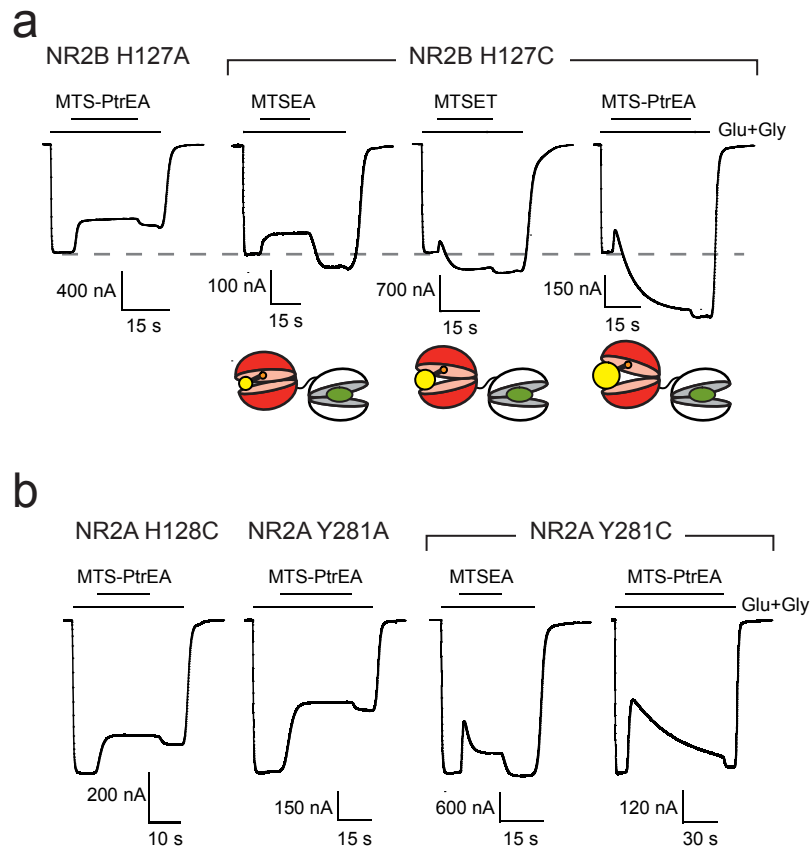 a
NR2B H127A
NR2B H127C
MTS-PtrEA
MTSEA
MTSET
MTS-PtrEA
Glu+Gly
400 nA
15 s
100 nA
15 s
700 nA
15 s
150 nA
15 s
b
NR2A H128C
NR2A Y281A
NR2A Y281C
MTS-PtrEA
MTS-PtrEA
MTSEA
MTS-PtrEA
Glu+Gly
200 nA
10 s
150 nA
15 s
600 nA
15 s
120 nA
30 s